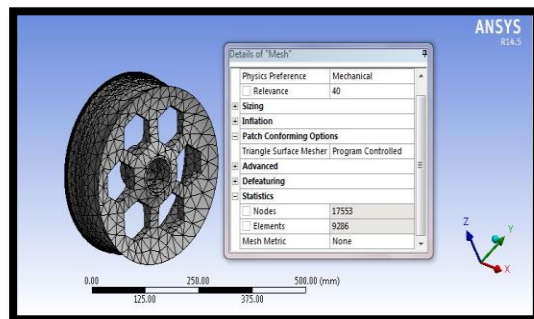 ANSYS
R14.5
Details of "Mesh"
Physics Preference Mechanical
Relevance 40
Sizing
Inflation
Patch Conforming Options
Triangle Surface Mesher Program Controlled
Advanced
Defeaturing
Statistics
Nodes 17553
Elements 9286
Mesh Metric None
Z
Y
X
0.00 250.00 500.00 (mm)
125.00 375.00